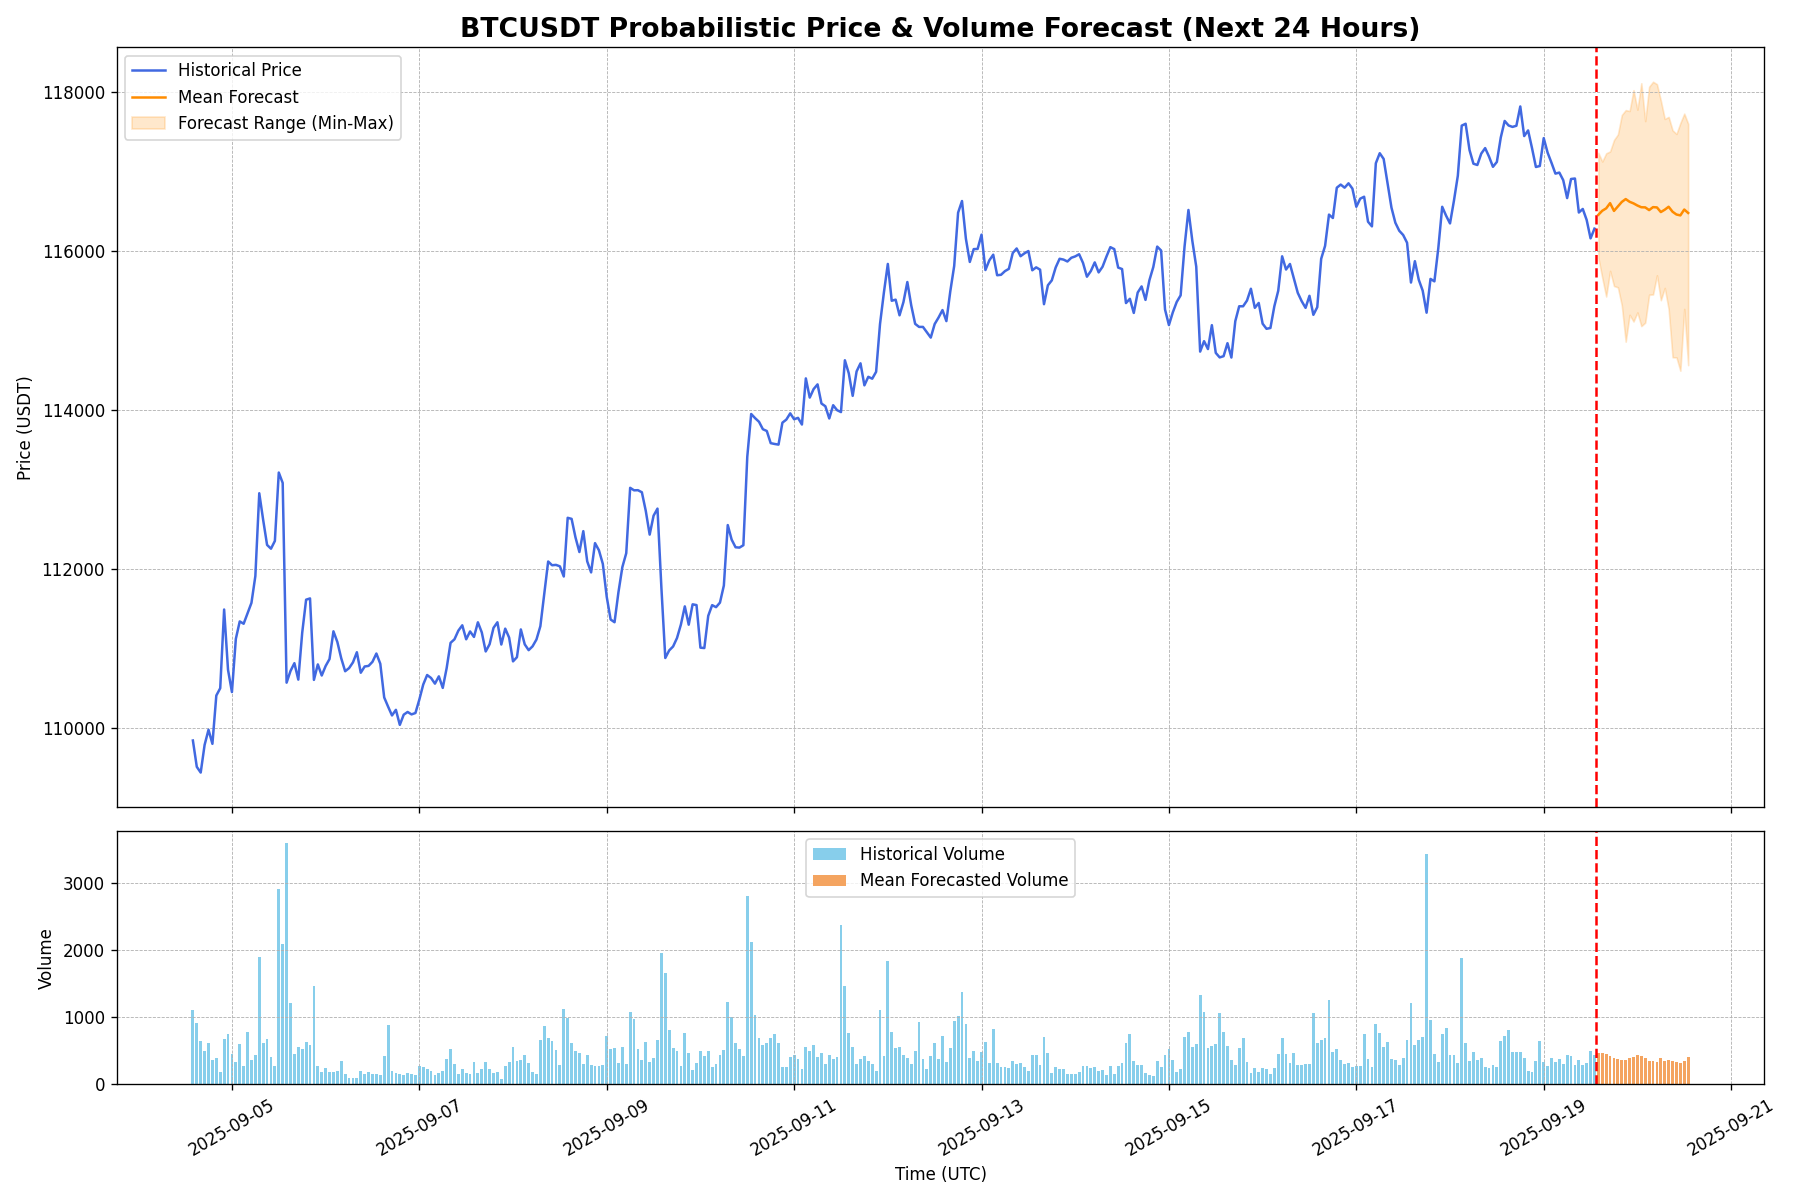 BTCUSDT Probabilistic Price & Volume Forecast (Next 24 Hours)
Historical Price
Mean Forecast
Forecast Range (Min-Max)
118000
116000
114000
112000
110000
Price (USDT)
Historical Volume
Mean Forecasted Volume
3000
2000
1000
0
Volume
2025-09-05
2025-09-07
2025-09-09
2025-09-11
2025-09-13
2025-09-15
2025-09-17
2025-09-19
2025-09-21
Time (UTC)